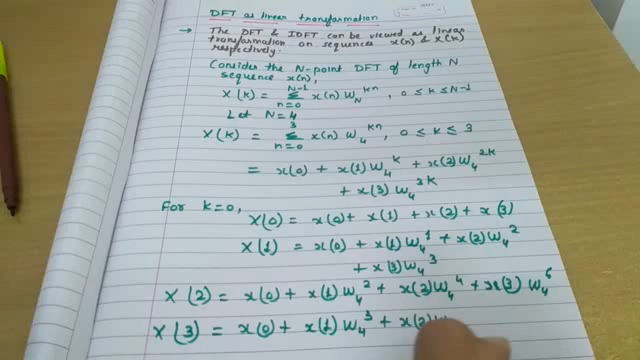 DFT as linear transformation
→ The DFT & IDFT can be viewed as linear
transformation on sequences x(n) & X(k)
respectively.
Consider the N-point DFT of length N
sequence x(n),
X(k) = Σ_{n=0}^{N-1} x(n) W_N^{kn}, 0 ≤ k ≤ N-1
Let N=4
X(k) = Σ_{n=0}^{3} x(n) W_4^{kn}, 0 ≤ k ≤ 3
= x(0) + x(1) W_4^k + x(2) W_4^{2k}
+ x(3) W_4^{3k}
For k=0,
X(0) = x(0) + x(1) + x(2) + x(3)
X(1) = x(0) + x(1) W_4^1 + x(2) W_4^2
+ x(3) W_4^3
X(2) = x(0) + x(1) W_4^2 + x(2) W_4^4 + x(3) W_4^6
X(3) = x(0) + x(1) W_4^3 + x(2)